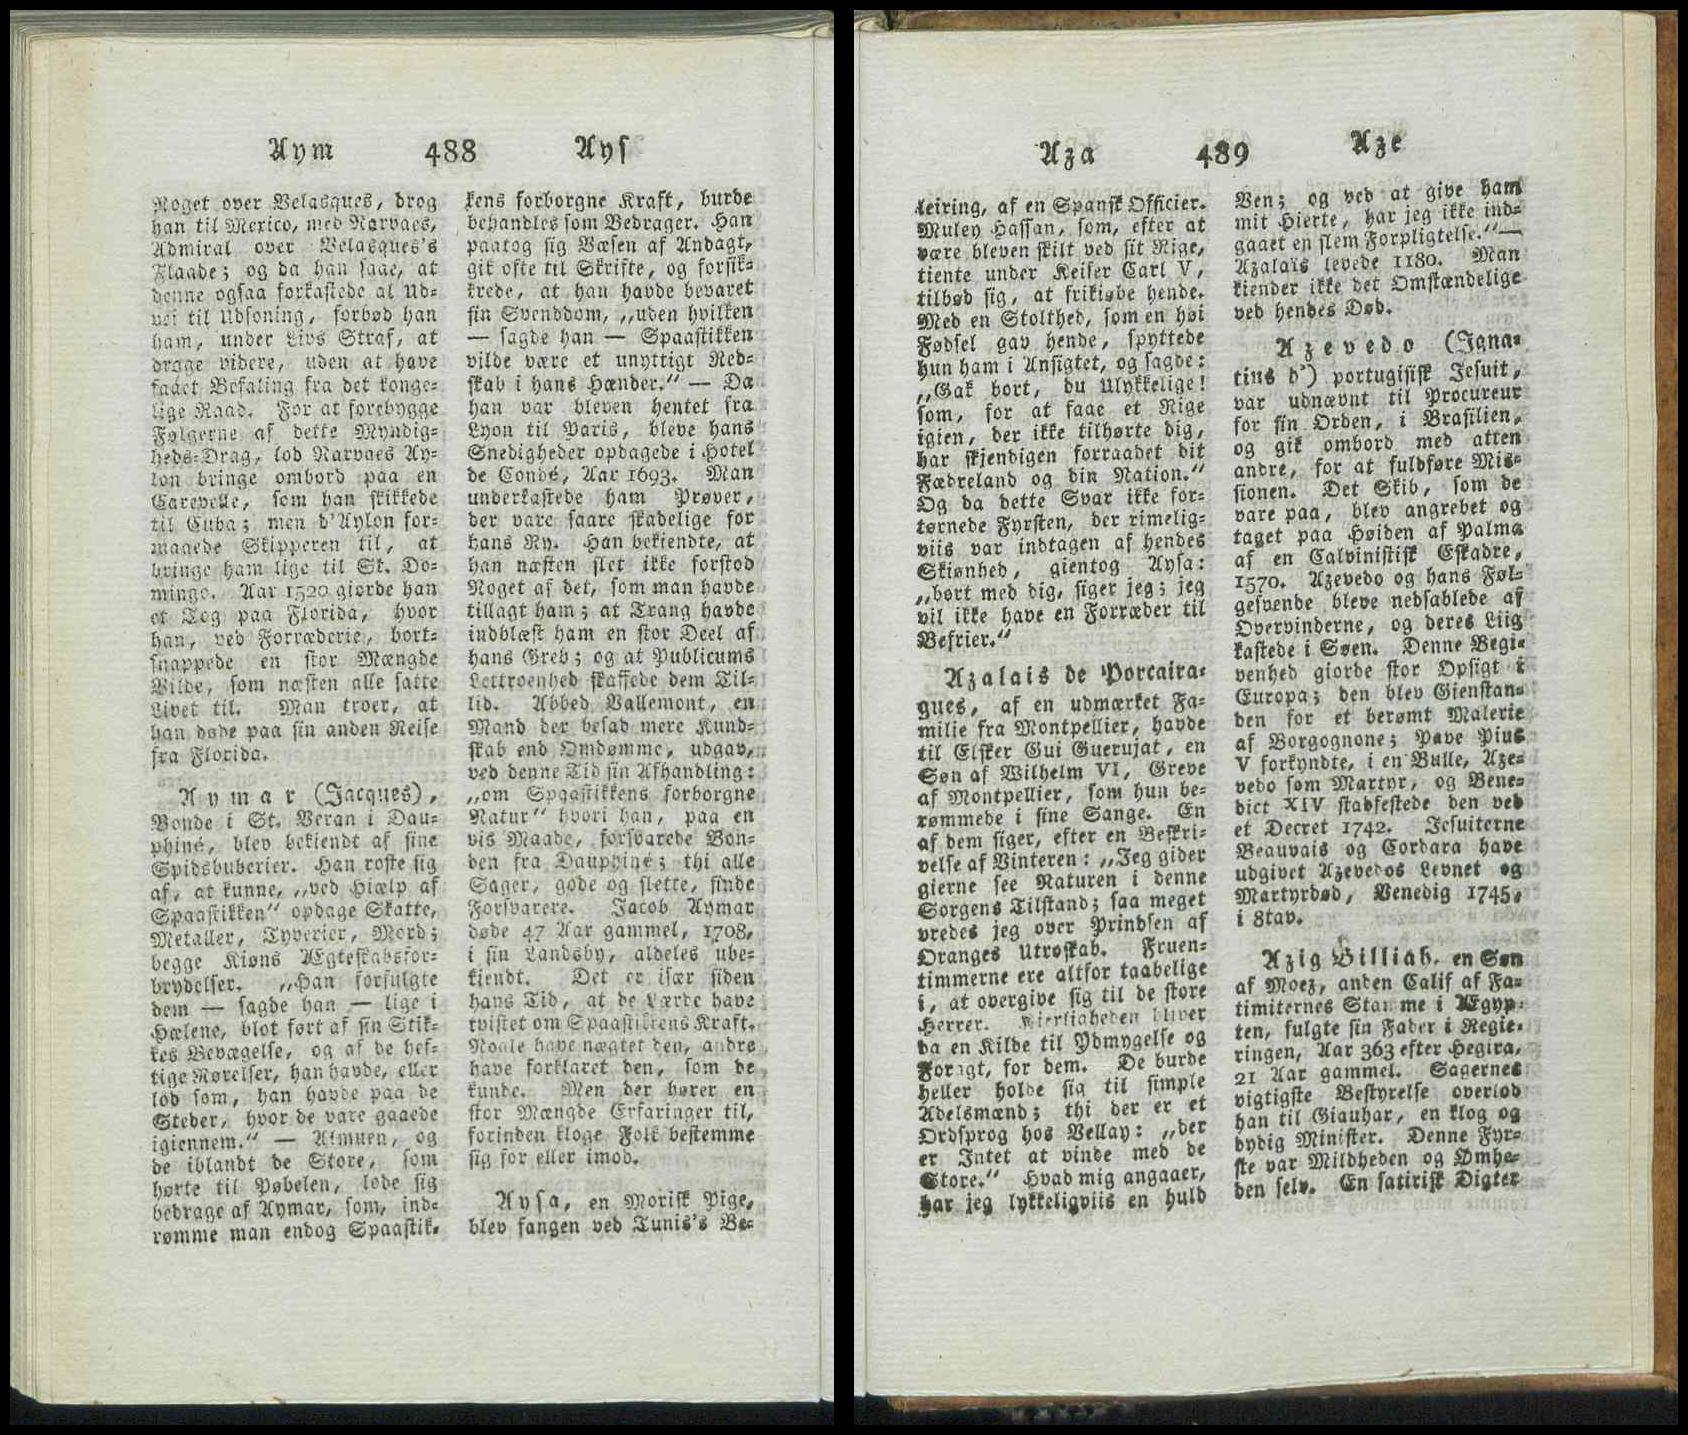 Aym 488 Ays
Noget over Velasques, drog
han til Mexico, med Narvaes,
Admiral over Velasques's
Flaade; og da han saae, at
denne ogsaa forkastede al Ud-
vei til Udsoning, forbød han
ham, under Livs Straf, at
drage videre, uden at have
faaet Befaling fra det konge-
lige Raad. For at forebygge
Følgerne af dette Myndig-
heds-Drag, lod Narvaes Ay-
lon bringe ombord paa en
Carevelle, som han skikkede
til Cuba; men d'Aylon for-
maaede Skipperen til, at
bringe ham lige til St. Do-
mingo. Aar 1520 giorde han
et Tog paa Florida, hvor
han, ved Forræderie, bort-
snappede en stor Mængde
Vilde, som næsten alle satte
Livet til. Man troer, at
han døde paa sin anden Reise
fra Florida.
Aymar (Jacques),
Bonde i St. Veran i Dau-
phiné, blev bekiendt af sine
Spidsbuberier. Han roste sig
af, at kunne, „ved Hiælp af
Spaastikken“ opdage Skatte,
Metaller, Tyverier, Mord;
begge Kiøns Ægteskabsfor-
brydelser. „Han forfulgte
dem — sagde han — lige i
Hælene, blot ført af sin Stik-
kes Bevægelse, og af de hef-
tige Rørelser, han havde, eller
lod som, han havde paa de
Steder, hvor de vare gaaede
igiennem.“ — Almuen, og
de iblandt de Store, som
hørte til Pøbelen, lode sig
bedrage af Aymar, som, ind-
rømme man endog Spaastik-
kens forborgne Kraft, burde
behandles som Bedrager. Han
paatog sig Væsen af Andagt,
gik ofte til Skrifte, og forsik-
krede, at han havde bevaret
sin Svenddom, „uden hvilken
— sagde han — Spaastikken
vilde være et unyttigt Red-
skab i hans Hænder.“ — Da
han var bleven hentet fra
Lyon til Paris, bleve hans
Snedigheder opdagede i Hotel
de Condé, Aar 1693. Man
underkastede ham Prøver,
der vare saare skadelige for
hans Ry. Han bekiendte, at
han næsten slet ikke forstod
Noget af det, som man havde
tillagt ham; at Trang havde
indblæst ham en stor Deel af
hans Greb; og at Publicums
Lettroenhed skaffede dem Til-
lid. Abbed Vallemont, en
Mand der besad mere Kund-
skab end Omdømme, udgav,
ved denne Tid sin Afhandling:
„om Spaastikkens forborgne
Natur“ hvori han, paa en
vis Maade, forsvarede Bon-
den fra Dauphiné; thi alle
Sager, gode og slette, finde
Forsvarere. Jacob Aymar
døde 47 Aar gammel, 1708,
i sin Landsby, aldeles ube-
kiendt. Det er især siden
hans Tid, at de Lærde have
tvistet om Spaastikkens Kraft.
Nogle have nægtet den, andre
have forklaret den, som de
kunde. Men der hører en
stor Mængde Erfaringer til,
forinden kloge Folk bestemme
sig for eller imod.
Aysa, en Morisk Pige,
blev fangen ved Tunis's Be-
Aza 489 Aze
leiring, af en Spansk Officier.
Muley Hassan, som, efter at
være bleven skilt ved sit Rige,
tiente under Keiser Carl V,
tilbød sig, at frikiøbe hende.
Med en Stolthed, som en høi
Fødsel gav hende, spyttede
hun ham i Ansigtet, og sagde:
„Gak bort, du Ulykkelige!
som, for at faae et Rige
igien, der ikke tilhørte dig,
har skjendigen forraadet dit
Fædreland og din Nation.“
Og da dette Svar ikke for-
tørnede Fyrsten, der rimelig-
viis var indtagen af hendes
Skiønhed, gientog Aysa:
„bort med dig, siger jeg; jeg
vil ikke have en Forræder til
Befrier.“
Azalais de Porcaira-
gues, af en udmærket Fa-
milie fra Montpellier, havde
til Elsker Gui Guerujat, en
Søn af Wilhelm VI, Greve
af Montpellier, som hun be-
rømmede i sine Sange. En
af dem siger, efter en Beskri-
velse af Vinteren: „Jeg gider
gierne see Naturen i denne
Sorgens Tilstand; saa meget
vredes jeg over Prindsen af
Oranges Utroskab. Fruen-
timmerne ere altfor taabelige
i, at overgive sig til de store
Herrer. Kierligheden bliver
da en Kilde til Ydmygelse og
Foragt, for dem. De burde
heller holde sig til simple
Adelsmænd; thi der er et
Ordsprog hos Vellay: „der
er Intet at vinde med de
Store.“ Hvad mig angaaer,
har jeg lykkeligviis en huld
Ven; og ved at give ham
mit Hierte, har jeg ikke ind-
gaaet en slem Forpligtelse.“ —
Azalaïs levede 1180. Man
kiender ikke det Omstændelige
ved hendes Død.
Azevedo (Igna-
tius d') portugisisk Jesuit,
var udnævnt til Procureur
for sin Orden, i Brasilien,
og gik ombord med atten
andre, for at fuldføre Mis-
sionen. Det Skib, som de
vare paa, blev angrebet og
taget paa Høiden af Palma
af en Calvinistisk Eskadre,
1570. Azevedo og hans Føl-
gesvende bleve nedsablede af
Overvinderne, og deres Liig
kastede i Søen. Denne Begi-
venhed giorde stor Opsigt i
Europa; den blev Gienstan-
den for et berømt Malerie
af Borgognone; Pave Pius
V forkyndte, i en Bulle, Aze-
vedo som Martyr, og Bene-
dict XIV stadfestede den ved
et Decret 1742. Jesuiterne
Beauvais og Cordara have
udgivet Azevedos Levnet og
Martyrdød, Venedig 1745,
i 8tav.
Azig Billiah, en Søn
af Moez, anden Calif af Fa-
timiternes Stamme i Ægyp-
ten, fulgte sin Fader i Regie-
ringen, Aar 363 efter Hegira,
21 Aar gammel. Sagernes
vigtigste Bestyrelse overlod
han til Giauhar, en klog og
dydig Minister. Denne Fyr-
ste var Mildheden og Ømhe-
den selv. En satirisk Digter